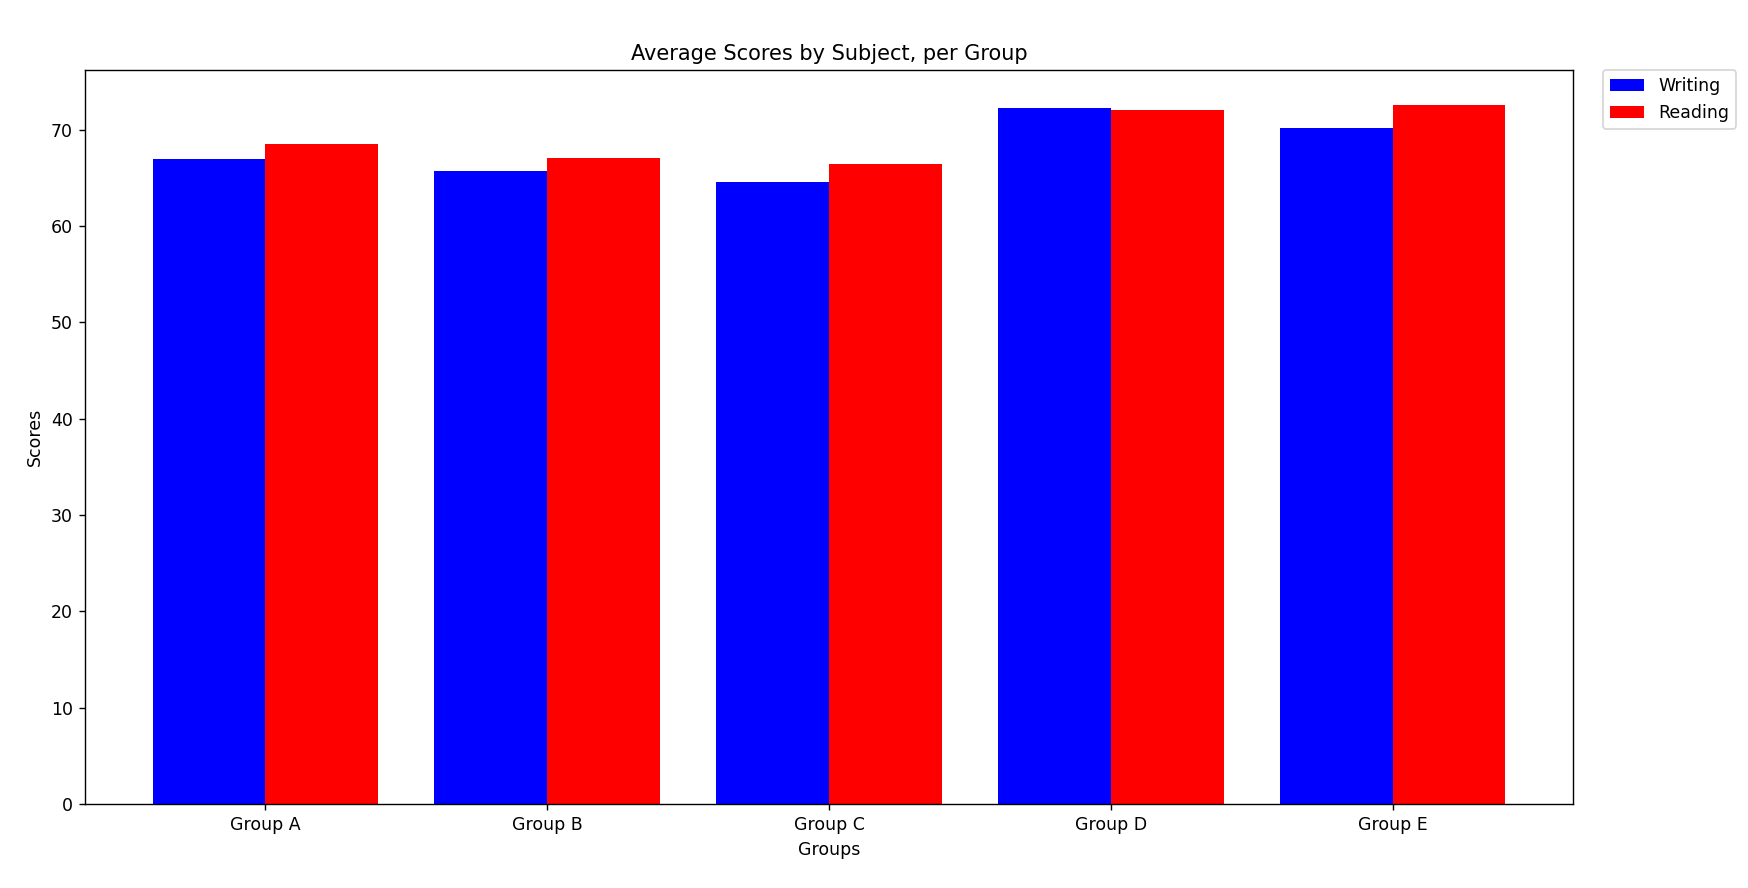 Average Scores by Subject, per Group
Writing
Reading
70
60
50
40
30
20
10
0
Scores
Group A
Group B
Group C
Group D
Group E
Groups